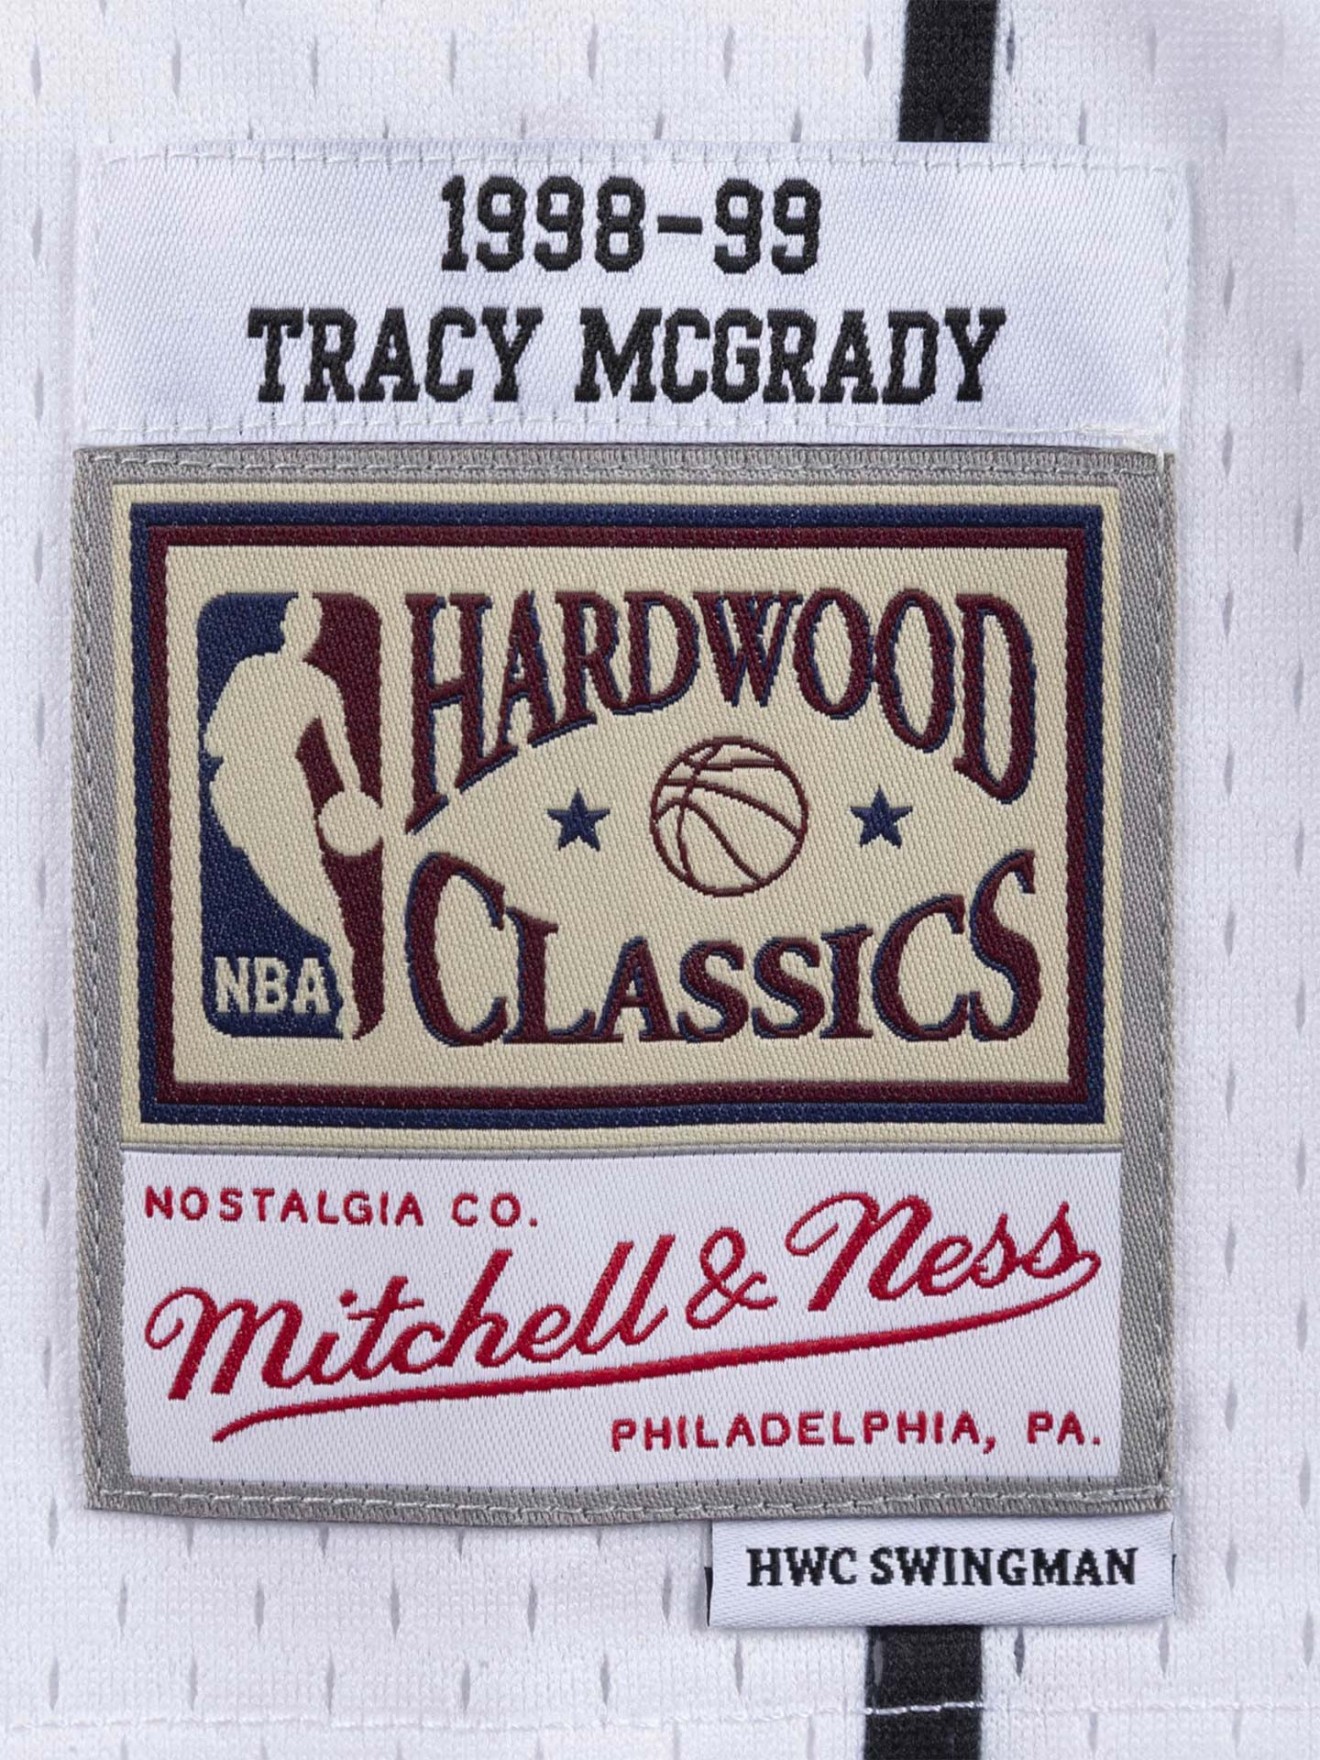 1998-99
TRACY MCGRADY
HARDWOOD
CLASSICS
NBA
NOSTALGIA CO.
Mitchell & Ness
PHILADELPHIA, PA.
HWC SWINGMAN